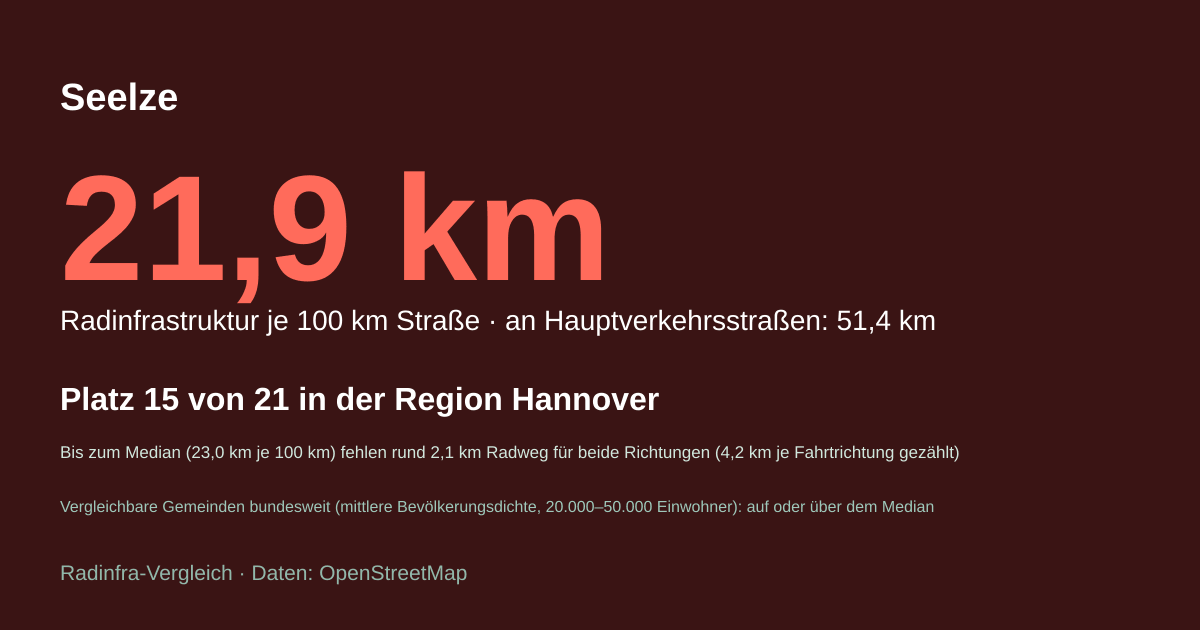 Seelze
21,9 km
Radinfrastruktur je 100 km Straße · an Hauptverkehrsstraßen: 51,4 km
Platz 15 von 21 in der Region Hannover
Bis zum Median (23,0 km je 100 km) fehlen rund 2,1 km Radweg für beide Richtungen (4,2 km je Fahrtrichtung gezählt)
Vergleichbare Gemeinden bundesweit (mittlere Bevölkerungsdichte, 20.000–50.000 Einwohner): auf oder über dem Median
Radinfra-Vergleich · Daten: OpenStreetMap